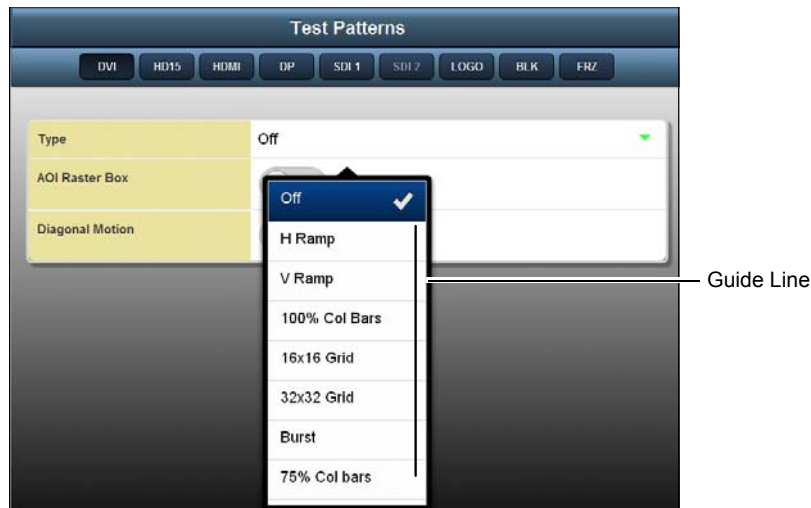 Test Patterns
DVI HD15 HDMI DP SDI 1 SDI 2 LOGO BLK FRZ
Type Off
AOI Raster Box
Diagonal Motion
Off
H Ramp
V Ramp
100% Col Bars
16x16 Grid
32x32 Grid
Burst
75% Col bars
Guide Line